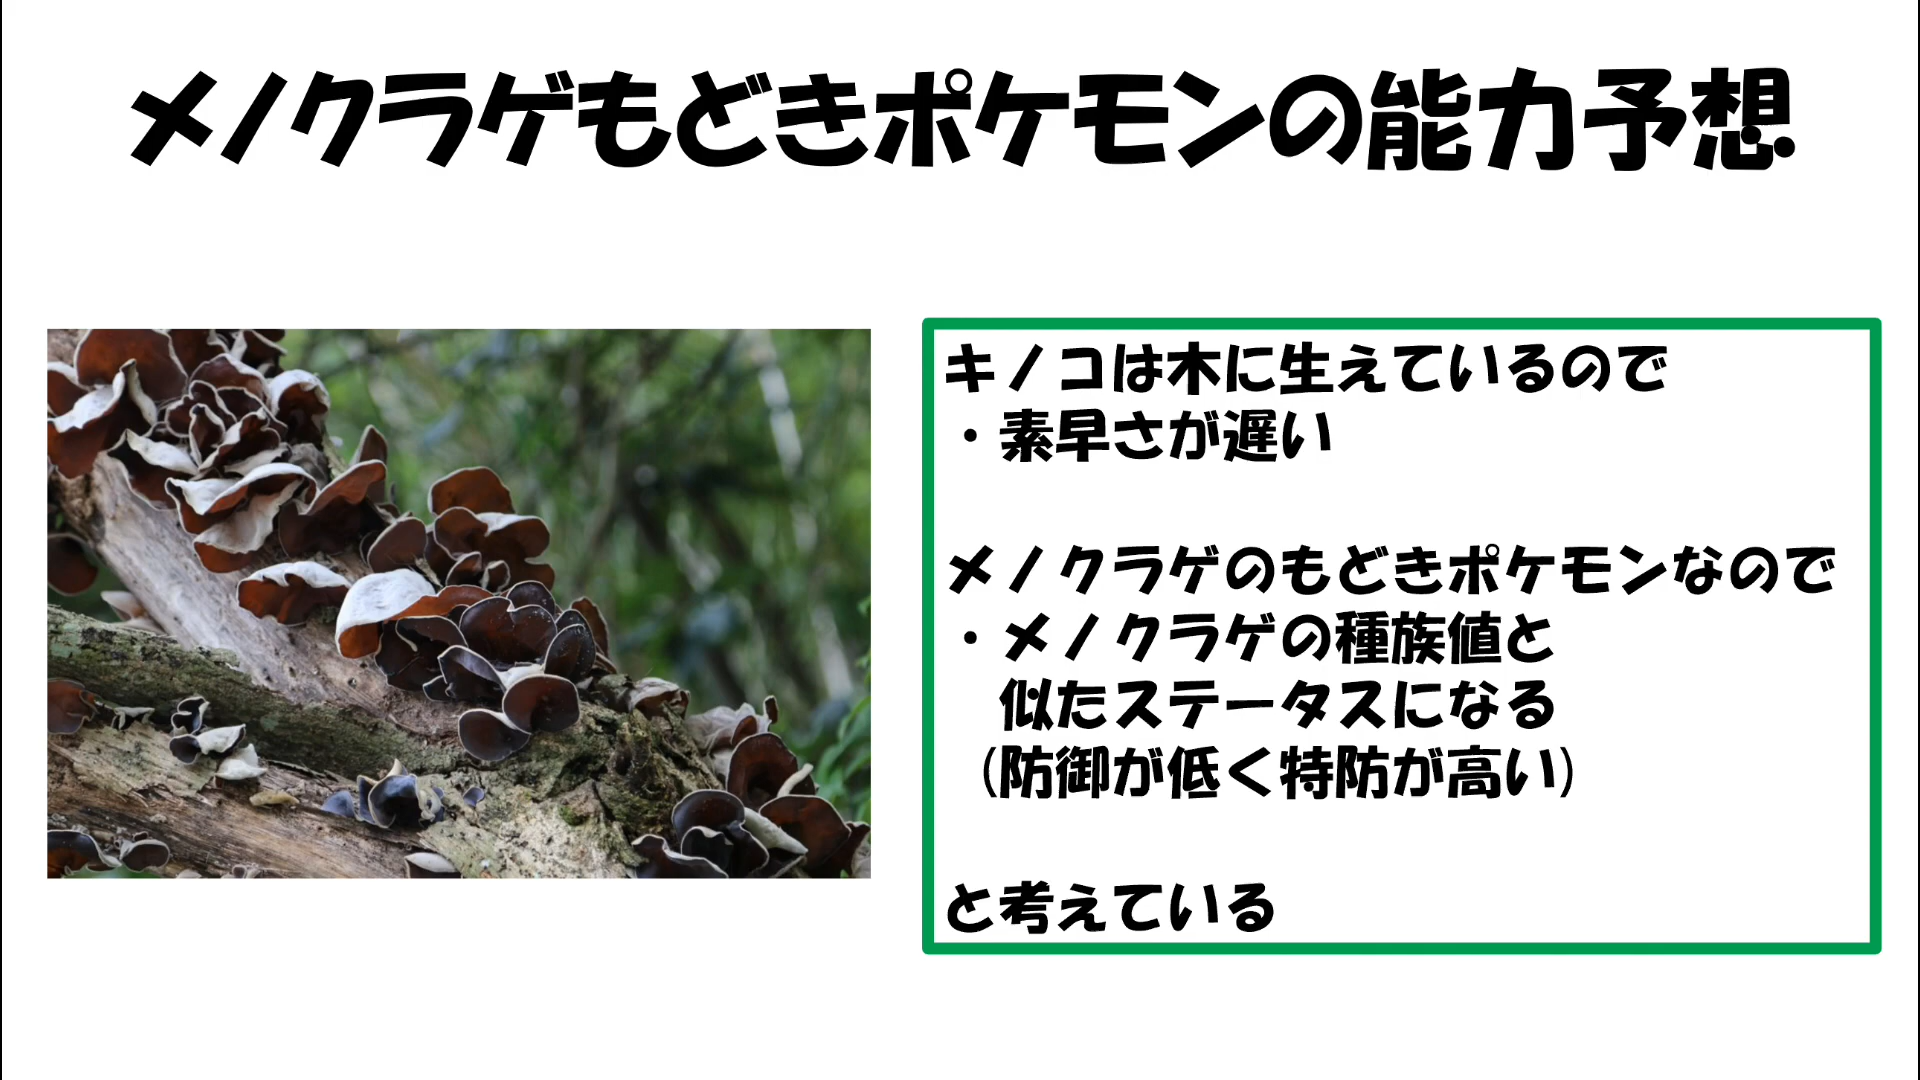 メノクラゲもどきポケモンの能力予想
キノコは木に生えているので
・素早さが遅い
メノクラゲのもどきポケモンなので
・メノクラゲの種族値と
似たステータスになる
(防御が低く特防が高い)
と考えている